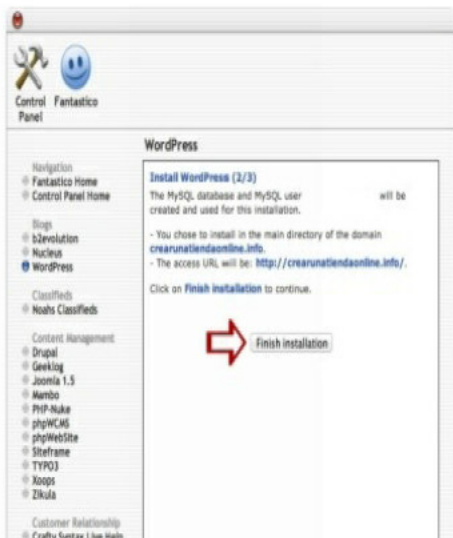 Control Panel
Fantastico
WordPress
Navigation
Fantastico Home
Control Panel Home
Blogs
b2evolution
Nucleus
WordPress
Classifieds
Noahs Classifieds
Content Management
Drupal
Geeklog
Joomla 1.5
Mambo
PHP-Nuke
phpWCMS
phpWebSite
Siteframe
TYPO3
Xoops
Zikula
Customer Relationship
Crafty Syntax Live Help
Install WordPress (2/3)
The MySQL database and MySQL user will be
created and used for this installation.
- You chose to install in the main directory of the domain
crearunatiendaonline.info.
- The access URL will be: http://crearunatiendaonline.info/.
Click on Finish installation to continue.
Finish installation